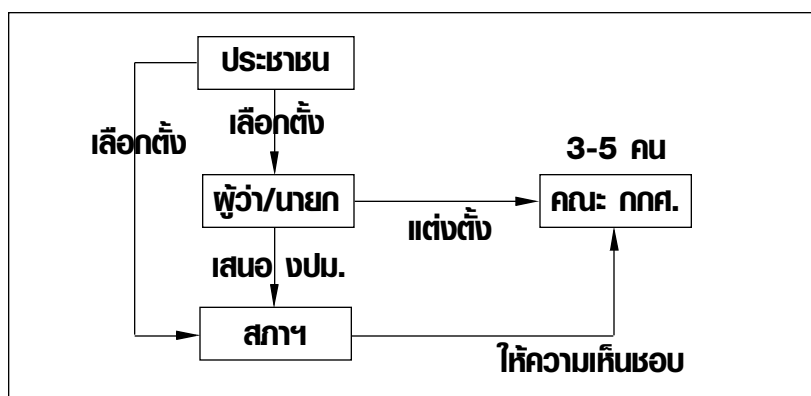 ประชาชน
เลือกตั้ง
เลือกตั้ง
3-5 คน
ผู้ว่า/นายก
แต่งตั้ง
คณะ กกศ.
เสนอ งปม.
สภาฯ
ให้ความเห็นชอบ